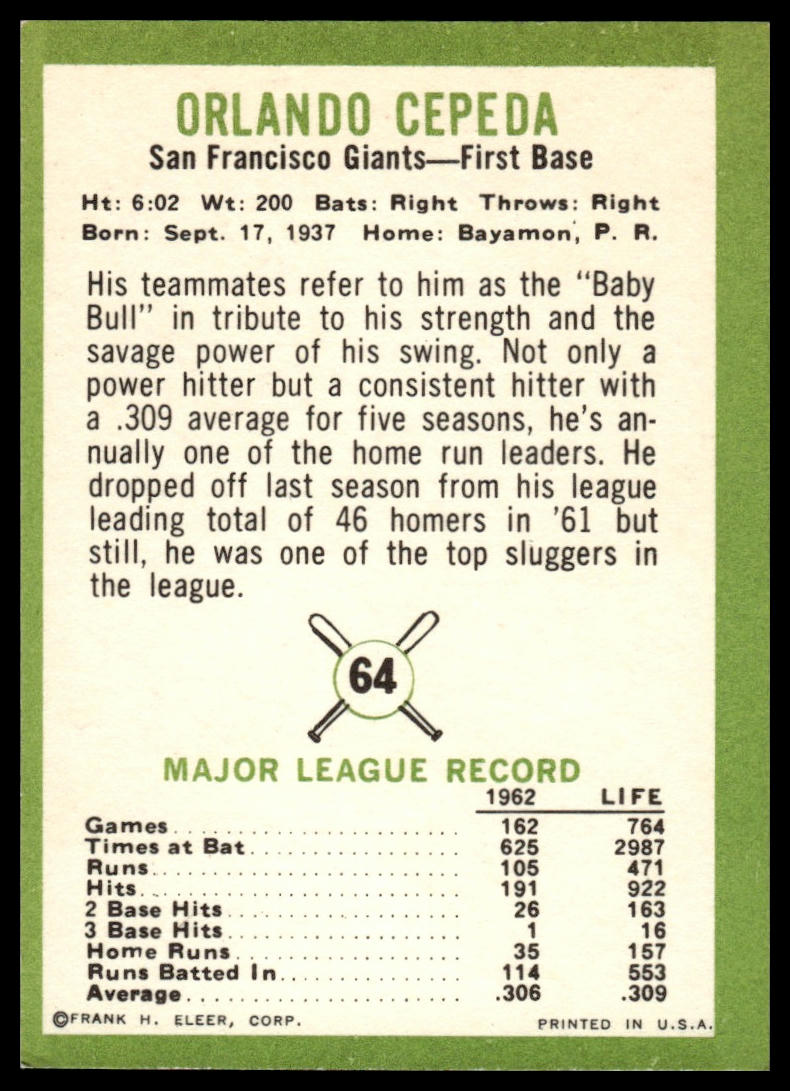 ORLANDO CEPEDA
San Francisco Giants—First Base
Ht: 6:02 Wt: 200 Bats: Right Throws: Right
Born: Sept. 17, 1937 Home: Bayamon, P. R.
His teammates refer to him as the "Baby
Bull" in tribute to his strength and the
savage power of his swing. Not only a
power hitter but a consistent hitter with
a .309 average for five seasons, he's an-
nually one of the home run leaders. He
dropped off last season from his league
leading total of 46 homers in '61 but
still, he was one of the top sluggers in
the league.
64
MAJOR LEAGUE RECORD
1962 LIFE
Games 162 764
Times at Bat 625 2987
Runs 105 471
Hits 191 922
2 Base Hits 26 163
3 Base Hits 1 16
Home Runs 35 157
Runs Batted In 114 553
Average .306 .309
©FRANK H. ELEER, CORP. PRINTED IN U.S.A.